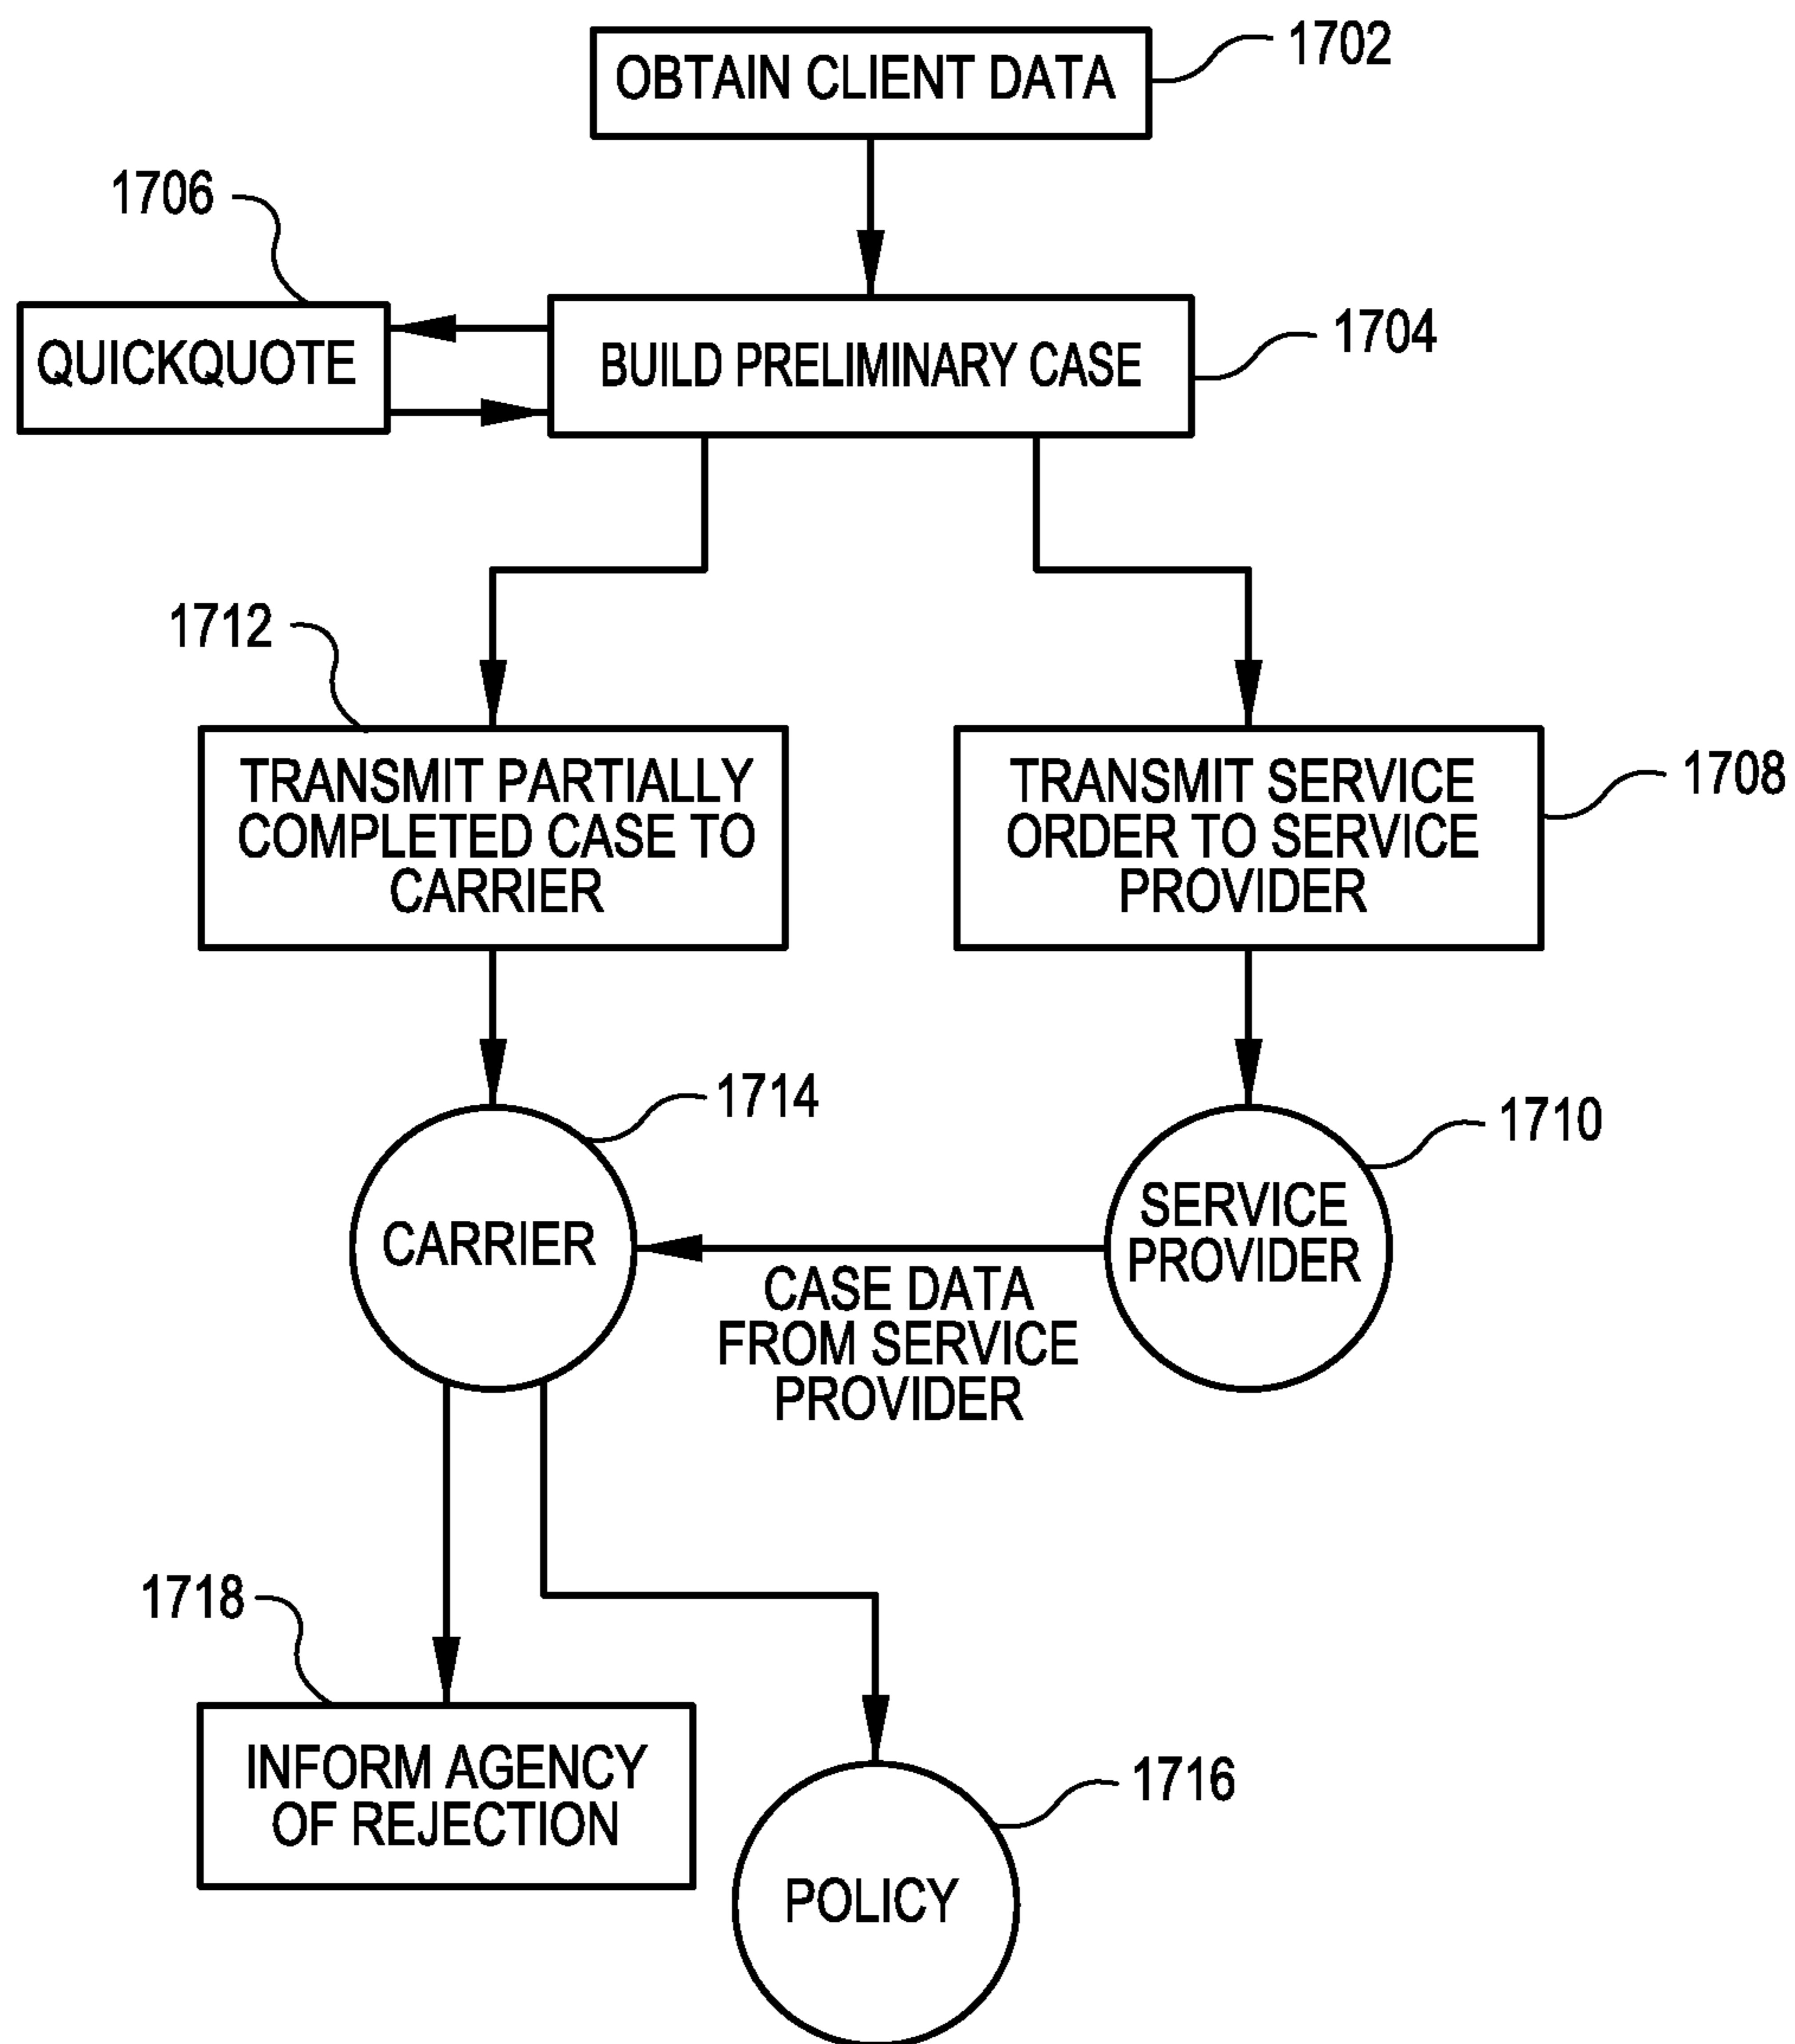 OBTAIN CLIENT DATA
1702
1706
QUICKQUOTE
BUILD PRELIMINARY CASE
1704
1712
TRANSMIT PARTIALLY
COMPLETED CASE TO
CARRIER
TRANSMIT SERVICE
ORDER TO SERVICE
PROVIDER
1708
1714
CARRIER
1710
SERVICE
PROVIDER
CASE DATA
FROM SERVICE
PROVIDER
1718
INFORM AGENCY
OF REJECTION
1716
POLICY